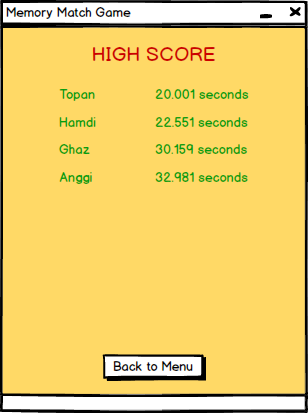 Memory Match Game
HIGH SCORE
Topan 20.001 seconds
Hamdi 22.551 seconds
Ghaz 30.159 seconds
Anggi 32.981 seconds
Back to Menu